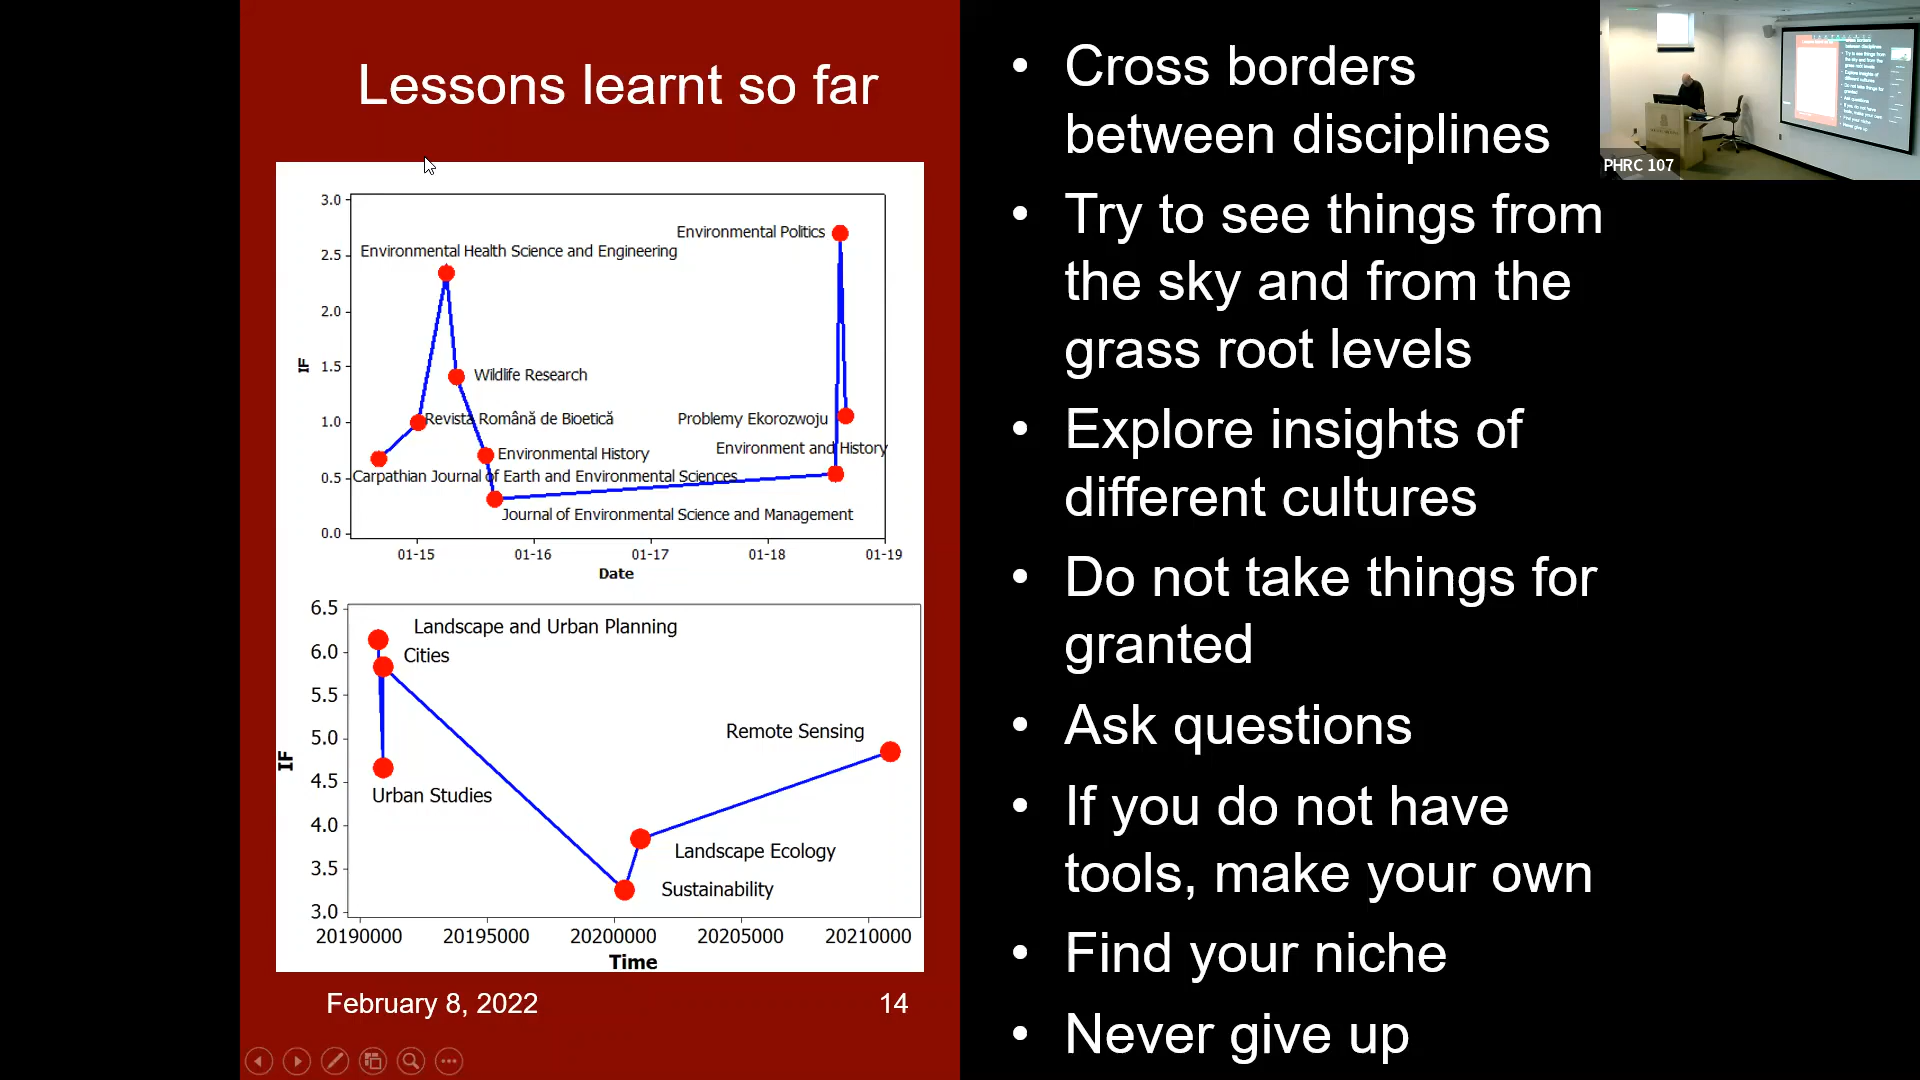 Lessons learnt so far
3.0
2.5
2.0
1.5
1.0
0.5
0.0
IF
Environmental Politics
Environmental Health Science and Engineering
Wildlife Research
Revista Română de Bioetică
Problemy Ekorozwoju
Environment and History
Environmental History
Carpathian Journal of Earth and Environmental Sciences
Journal of Environmental Science and Management
01-15 01-16 01-17 01-18 01-19
Date
6.5
6.0
5.5
5.0
4.5
4.0
3.5
3.0
IF
Landscape and Urban Planning
Cities
Remote Sensing
Urban Studies
Landscape Ecology
Sustainability
20190000 20195000 20200000 20205000 20210000
Time
February 8, 2022 14
• Cross borders
between disciplines
• Try to see things from
the sky and from the
grass root levels
• Explore insights of
different cultures
• Do not take things for
granted
• Ask questions
• If you do not have
tools, make your own
• Find your niche
• Never give up
PHRC 107